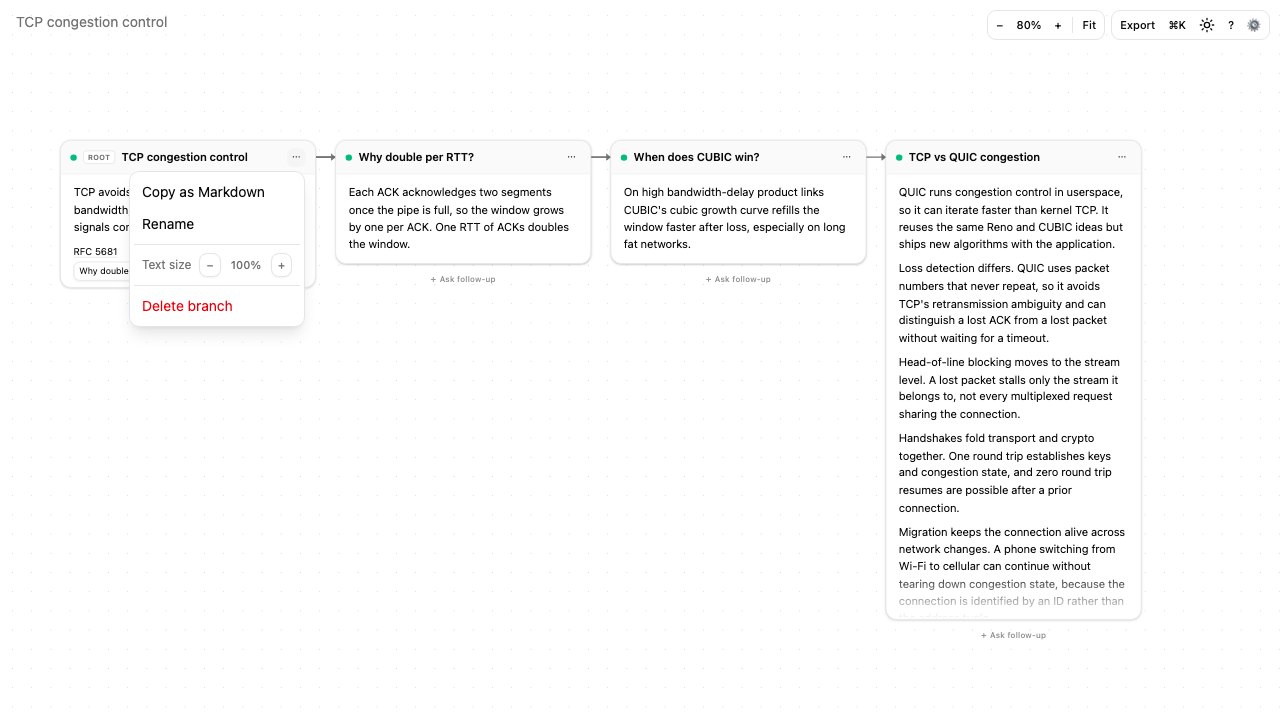 TCP congestion control
− 80% + Fit
Export ⌘K ?
ROOT TCP congestion control ...
TCP avoids
bandwidth
signals
RFC 5681
Why double
Copy as Markdown
Rename
Text size − 100% +
Delete branch
Why double per RTT? ...
Each ACK acknowledges two segments
once the pipe is full, so the window grows
by one per ACK. One RTT of ACKs doubles
the window.
+ Ask follow-up
When does CUBIC win? ...
On high bandwidth-delay product links
CUBIC's cubic growth curve refills the
window faster after loss, especially on long
fat networks.
+ Ask follow-up
TCP vs QUIC congestion ...
QUIC runs congestion control in userspace,
so it can iterate faster than kernel TCP. It
reuses the same Reno and CUBIC ideas but
ships new algorithms with the application.
Loss detection differs. QUIC uses packet
numbers that never repeat, so it avoids
TCP's retransmission ambiguity and can
distinguish a lost ACK from a lost packet
without waiting for a timeout.
Head-of-line blocking moves to the stream
level. A lost packet stalls only the stream it
belongs to, not every multiplexed request
sharing the connection.
Handshakes fold transport and crypto
together. One round trip establishes keys
and congestion state, and zero round trip
resumes are possible after a prior
connection.
Migration keeps the connection alive across
network changes. A phone switching from
Wi-Fi to cellular can continue without
tearing down congestion state, because the
connection is identified by an ID rather than
+ Ask follow-up